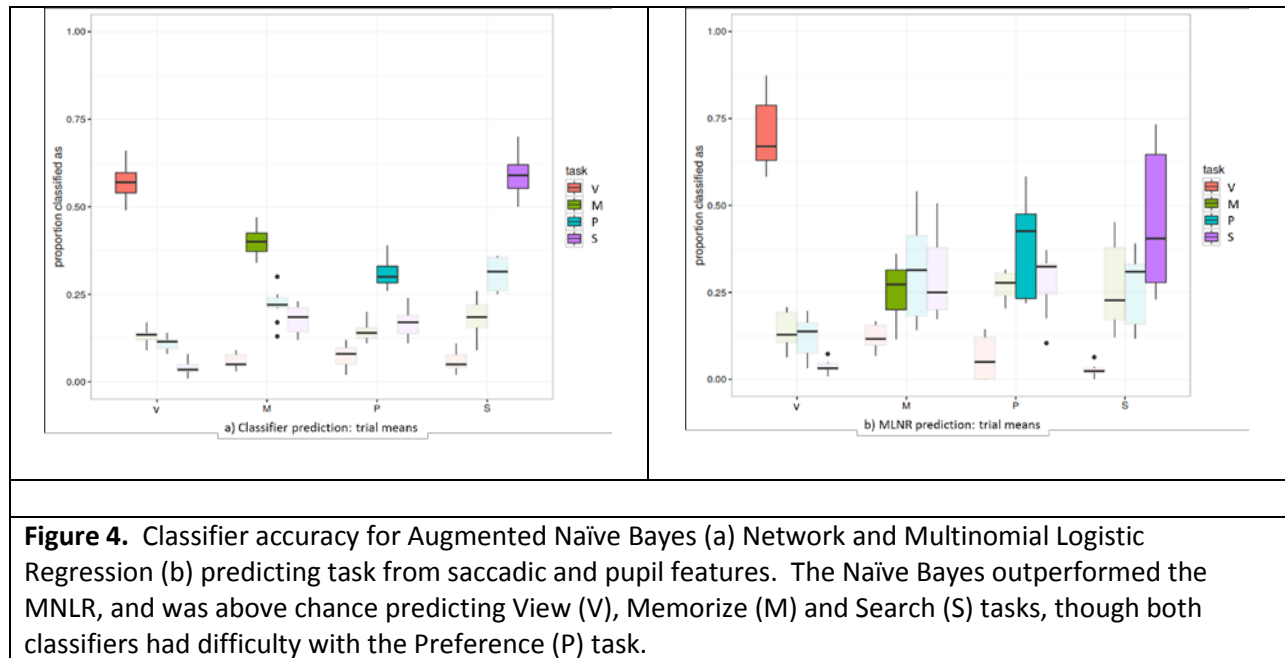 1.00
0.75
0.50
0.25
0.00
proportion classified as
V
M
P
S
task
V
M
P
S
a) Classifier prediction: trial means
1.00
0.75
0.50
0.25
0.00
proportion classified as
V
M
P
S
task
V
M
P
S
b) MLNR prediction: trial means
Figure 4. Classifier accuracy for Augmented Naïve Bayes (a) Network and Multinomial Logistic
Regression (b) predicting task from saccadic and pupil features. The Naïve Bayes outperformed the
MNLR, and was above chance predicting View (V), Memorize (M) and Search (S) tasks, though both
classifiers had difficulty with the Preference (P) task.